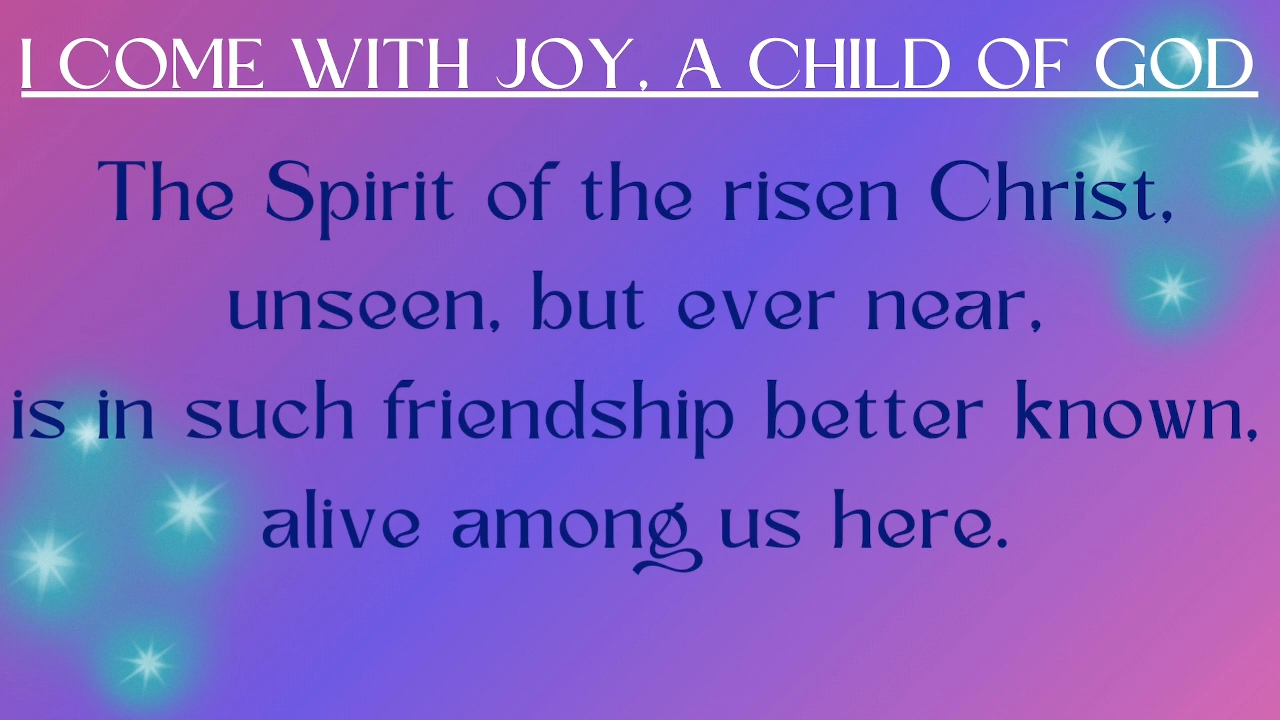 I COME WITH JOY, A CHILD OF GOD
The Spirit of the risen Christ,
unseen, but ever near,
is in such friendship better known,
alive among us here.